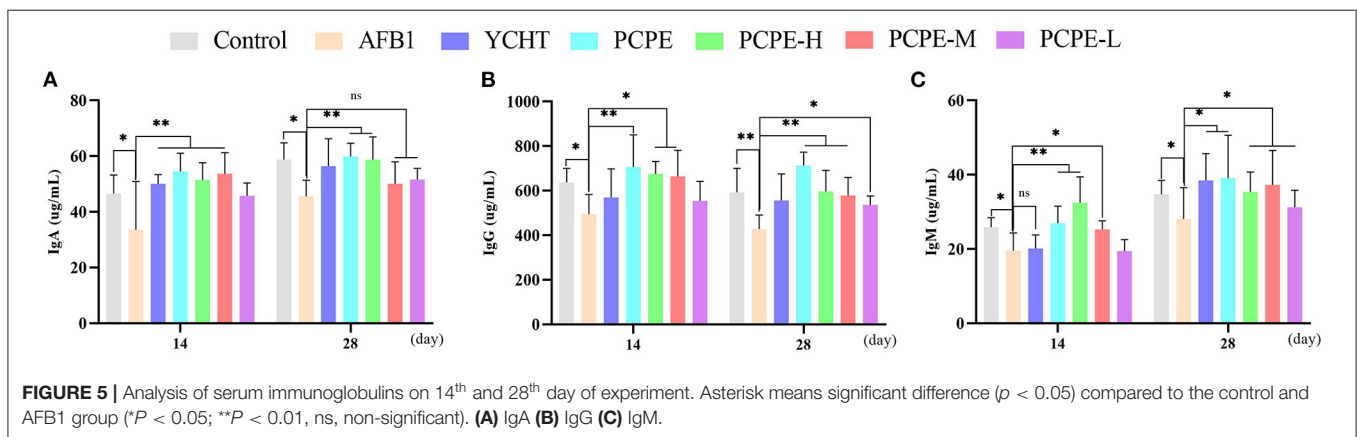 Control AFB1 YCHT PCPE PCPE-H PCPE-M PCPE-L
A
IgA (ug/mL)
80
60
40
20
0
*
**
*
**
ns
14 28 (day)
B
IgG (ug/mL)
1000
800
600
400
200
0
*
**
*
**
**
*
14 28 (day)
C
IgM (ug/mL)
60
40
20
0
*
ns
**
*
*
*
*
14 28 (day)
FIGURE 5 | Analysis of serum immunoglobulins on 14th and 28th day of experiment. Asterisk means significant difference (p < 0.05) compared to the control and
AFB1 group (*P < 0.05; **P < 0.01, ns, non-significant). (A) IgA (B) IgG (C) IgM.